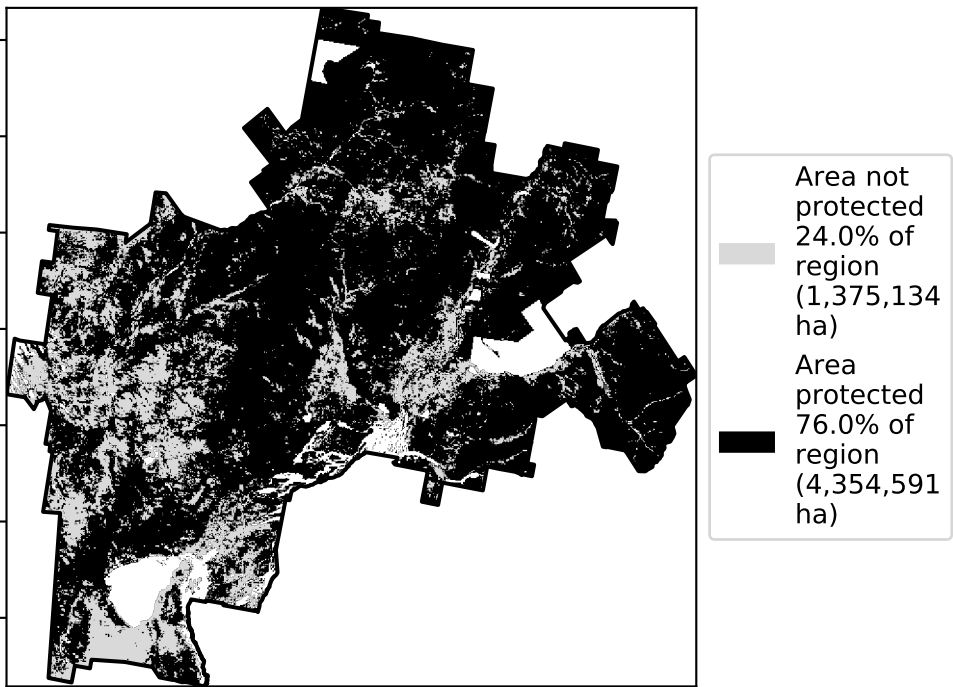 Area not
protected
24.0% of
region
(1,375,134
ha)
Area
protected
76.0% of
region
(4,354,591
ha)